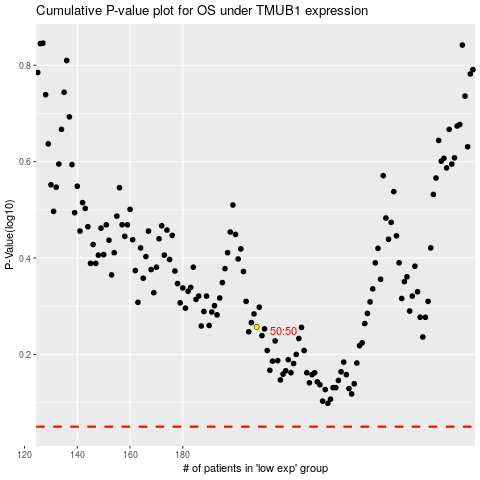 Cumulative P-value plot for OS under TMUB1 expression
P-Value(log10)
0.8
0.6
0.4
0.2
50:50
120 140 160 180
# of patients in 'low exp' group